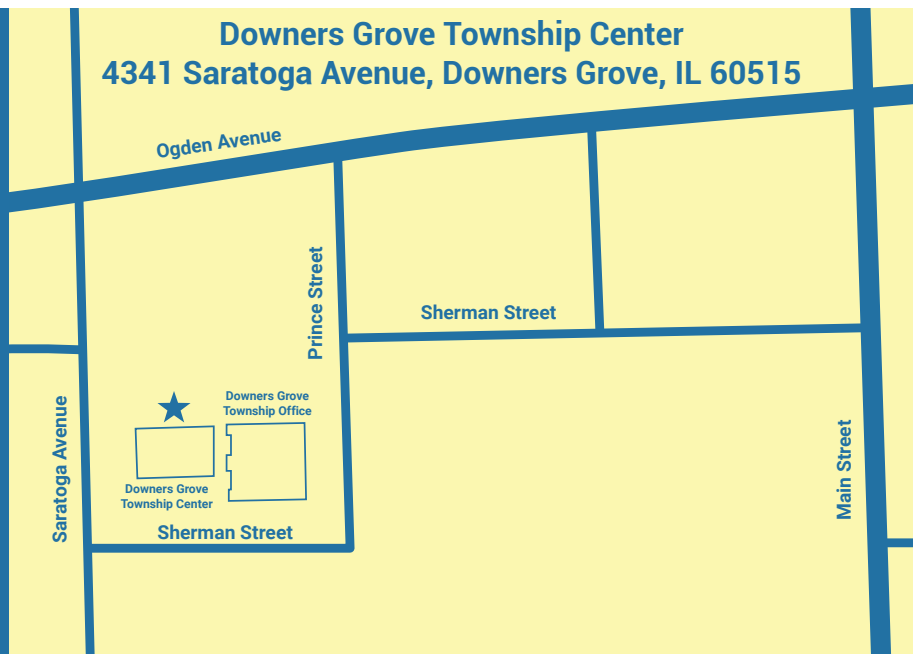 Downers Grove Township Center
4341 Saratoga Avenue, Downers Grove, IL 60515
Ogden Avenue
Prince Street
Sherman Street
Downers Grove
Township Office
Saratoga Avenue
Main Street
Downers Grove
Township Center
Sherman Street